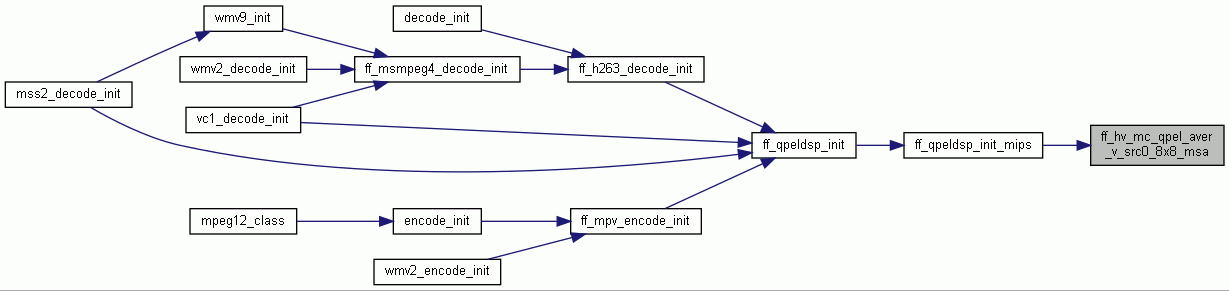 wmv9_init
decode_init
wmv2_decode_init
ff_msmpeg4_decode_init
ff_h263_decode_init
mss2_decode_init
vc1_decode_init
ff_qpeldsp_init
ff_qpeldsp_init_mips
ff_hv_mc_qpel_aver
_v_src0_8x8_msa
mpeg12_class
encode_init
ff_mpv_encode_init
wmv2_encode_init